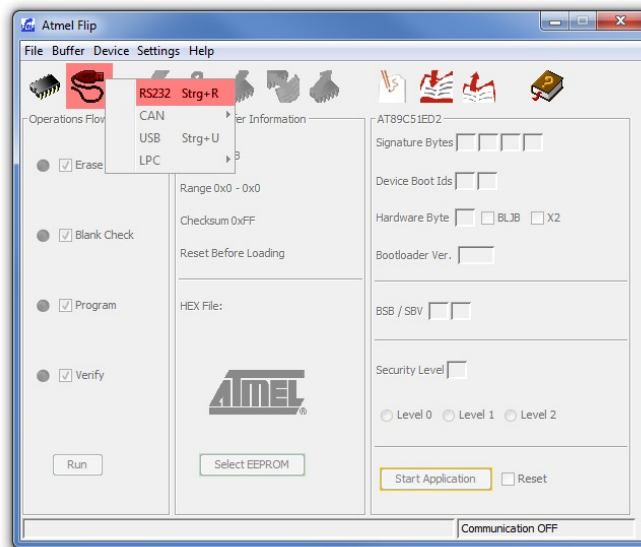 Atmel Flip
File Buffer Device Settings Help
RS232 Strg+R
CAN
USB Strg+U
LPC
Operations Flow
Erase
Blank Check
Program
Verify
Run
Information
Range 0x0 - 0x0
Checksum 0xFF
Reset Before Loading
HEX File:
ATMEL
®
Select EEPROM
AT89C51ED2
Signature Bytes
Device Boot Ids
Hardware Byte BLJB X2
Bootloader Ver.
BSB / SBV
Security Level
Level 0 Level 1 Level 2
Start Application Reset
Communication OFF